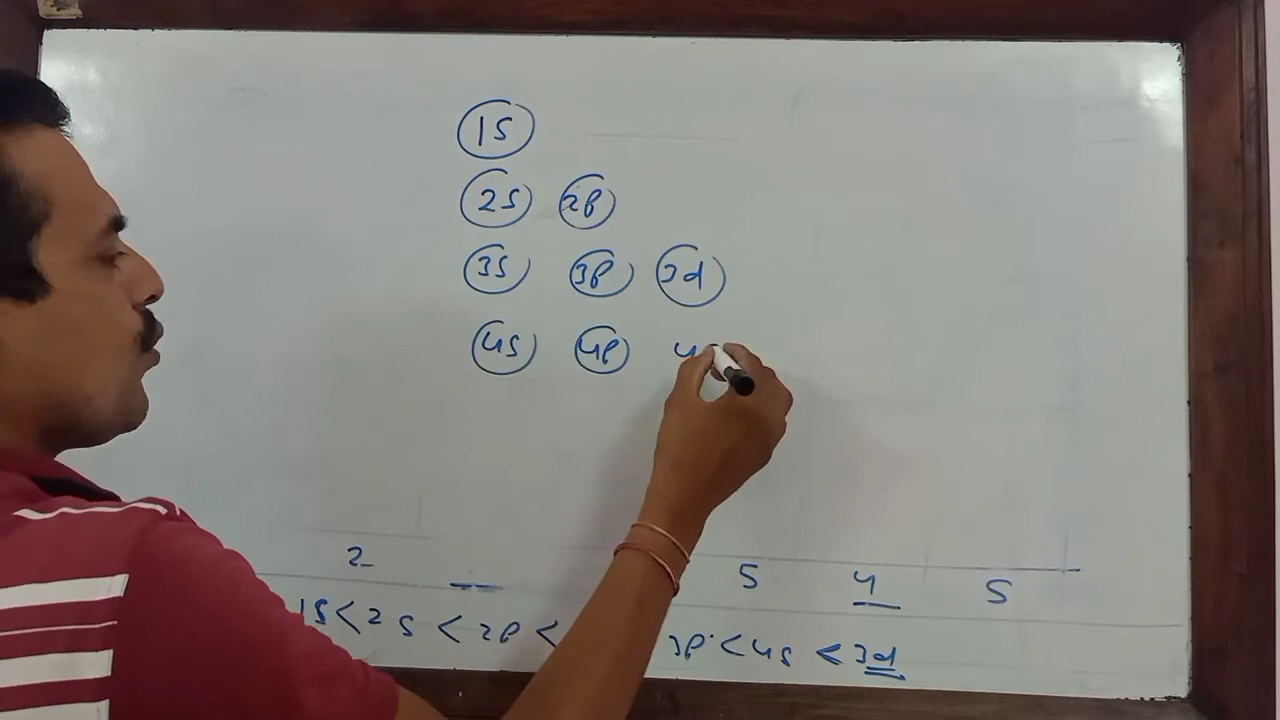 1s
2s 2p
3s 3p 3d
4s 4p 4
2 5 4 5
1s < 2s < 2p < 3p < 4s < 3d